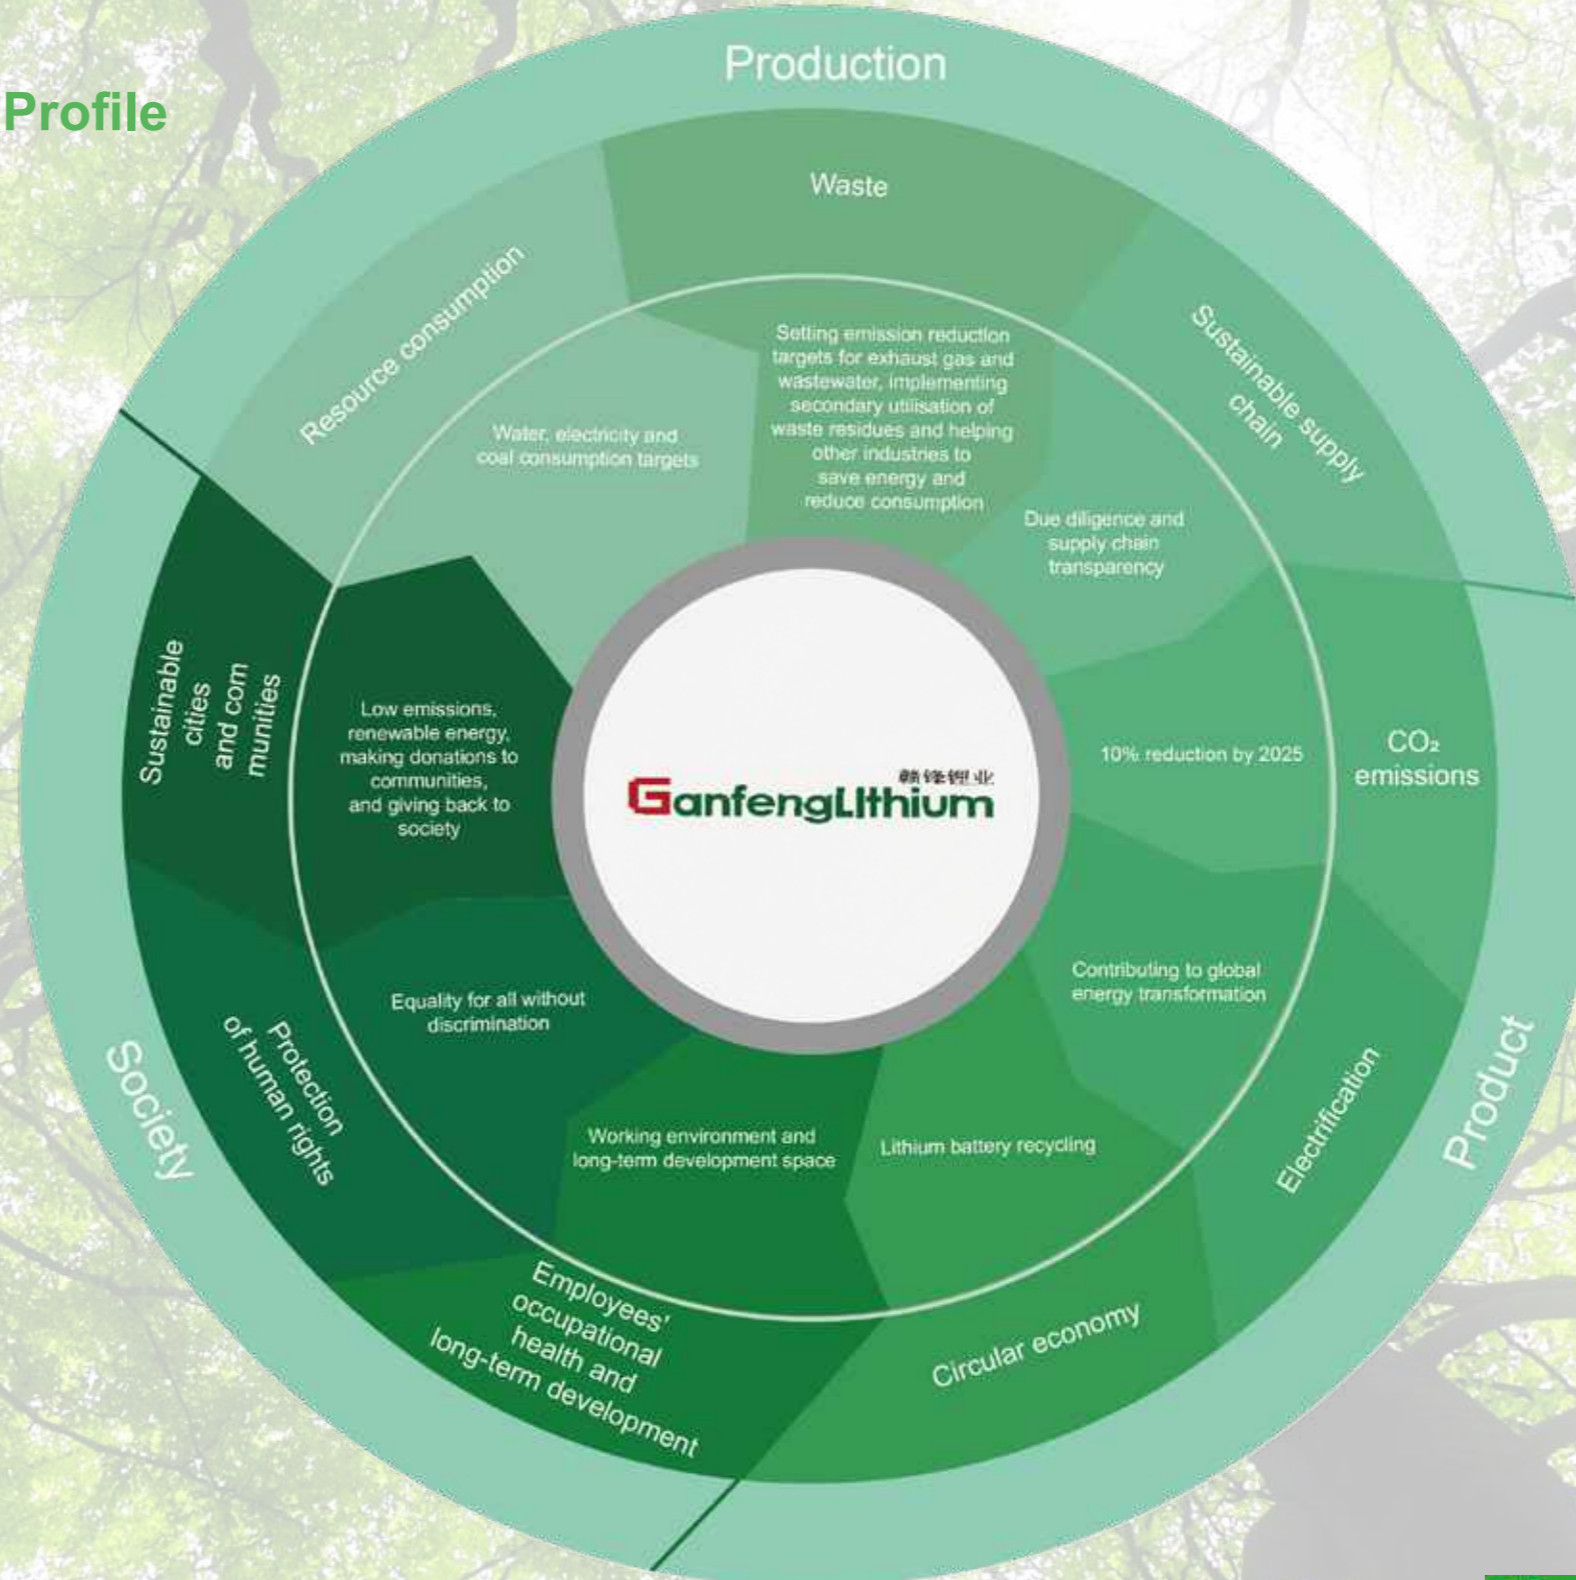 Profile
Production
Waste
Resource consumption
Sustainable supply
chain
Setting emission reduction
targets for exhaust gas and
wastewater, implementing
secondary utilisation of
waste residues and helping
other industries to
save energy and
reduce consumption
Water, electricity and
coal consumption targets
Due diligence and
supply chain
transparency
Sustainable
cities
and com
munities
Low emissions,
renewable energy,
making donations to
communities,
and giving back to
society
赣锋锂业
GanfengLIthium
10% reduction by 2025
CO₂
emissions
Equality for all without
discrimination
Contributing to global
energy transformation
Society
Protection
of human rights
Working environment and
long-term development space
Lithium battery recycling
Electrification
Product
Employees'
occupational
health and
long-term development
Circular economy